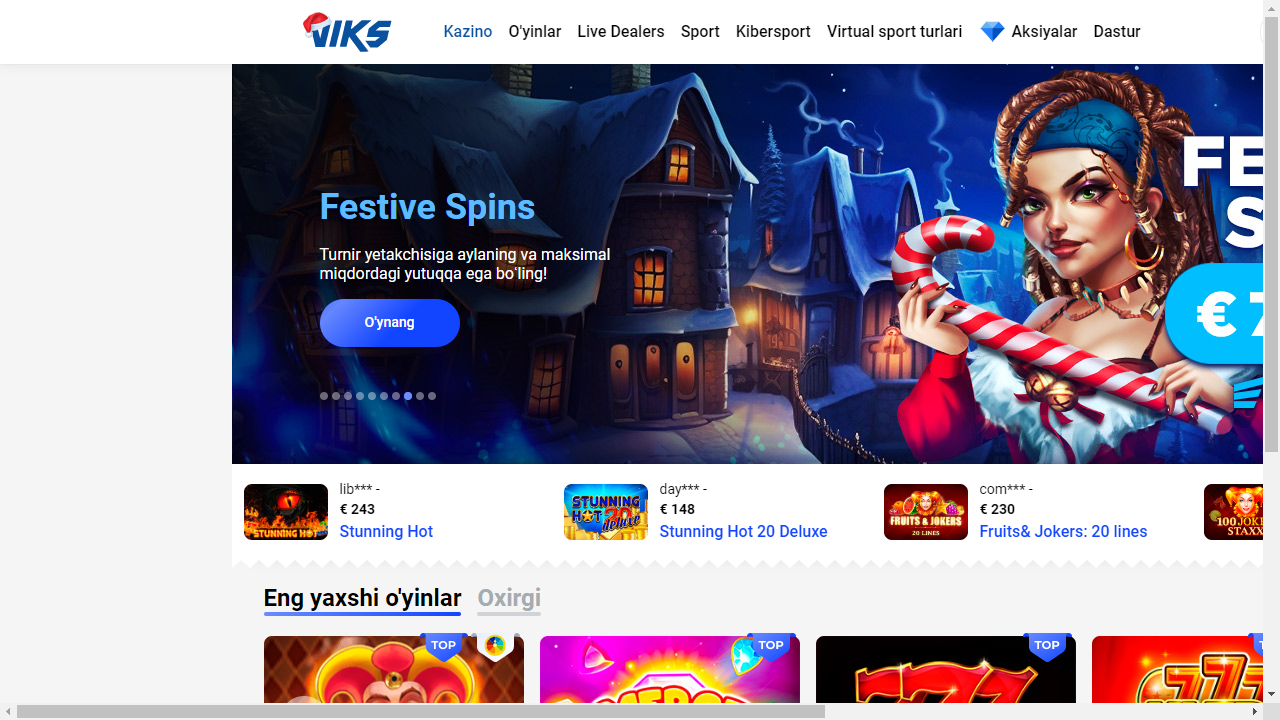 VIKS
Kazino O'yinlar Live Dealers Sport Kibersport Virtual sport turlari Aksiyalar Dastur
Festive Spins
Turnir yetakchisiga aylaning va maksimal
miqdordagi yutuqqa ega bo‘ling!
O'ynang
FE
S
€ 7
lib*** -
€ 243
Stunning Hot
STUNNING HOT
day*** -
€ 148
Stunning Hot 20 Deluxe
STUNNING
HOT 20
deluxe
com*** -
€ 230
Fruits& Jokers: 20 lines
FRUITS & JOKERS
20 LINES
100 JOKE
STAXX
Eng yaxshi o'yinlar Oxirgi
TOP
TOP
TOP
777